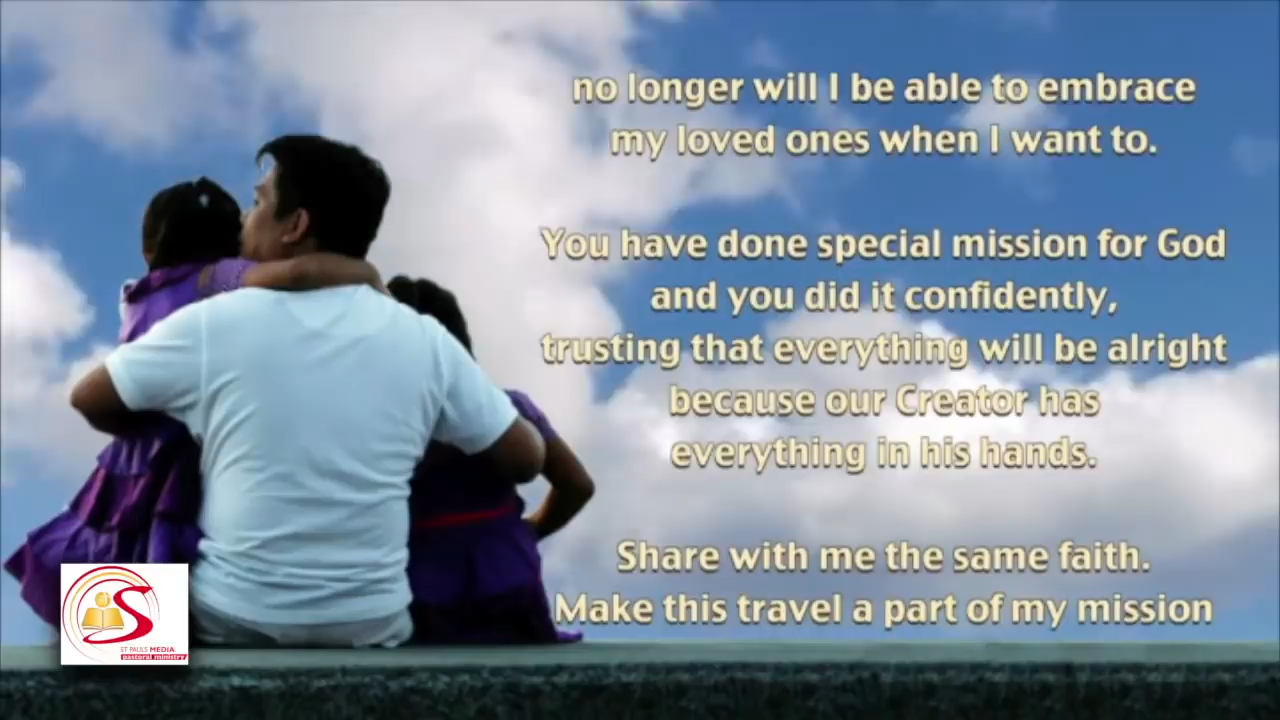 no longer will I be able to embrace
my loved ones when I want to.
You have done special mission for God
and you did it confidently,
trusting that everything will be alright
because our Creator has
everything in his hands.
Share with me the same faith.
Make this travel a part of my mission
S
ST PAULS MEDIA
pastoral ministry